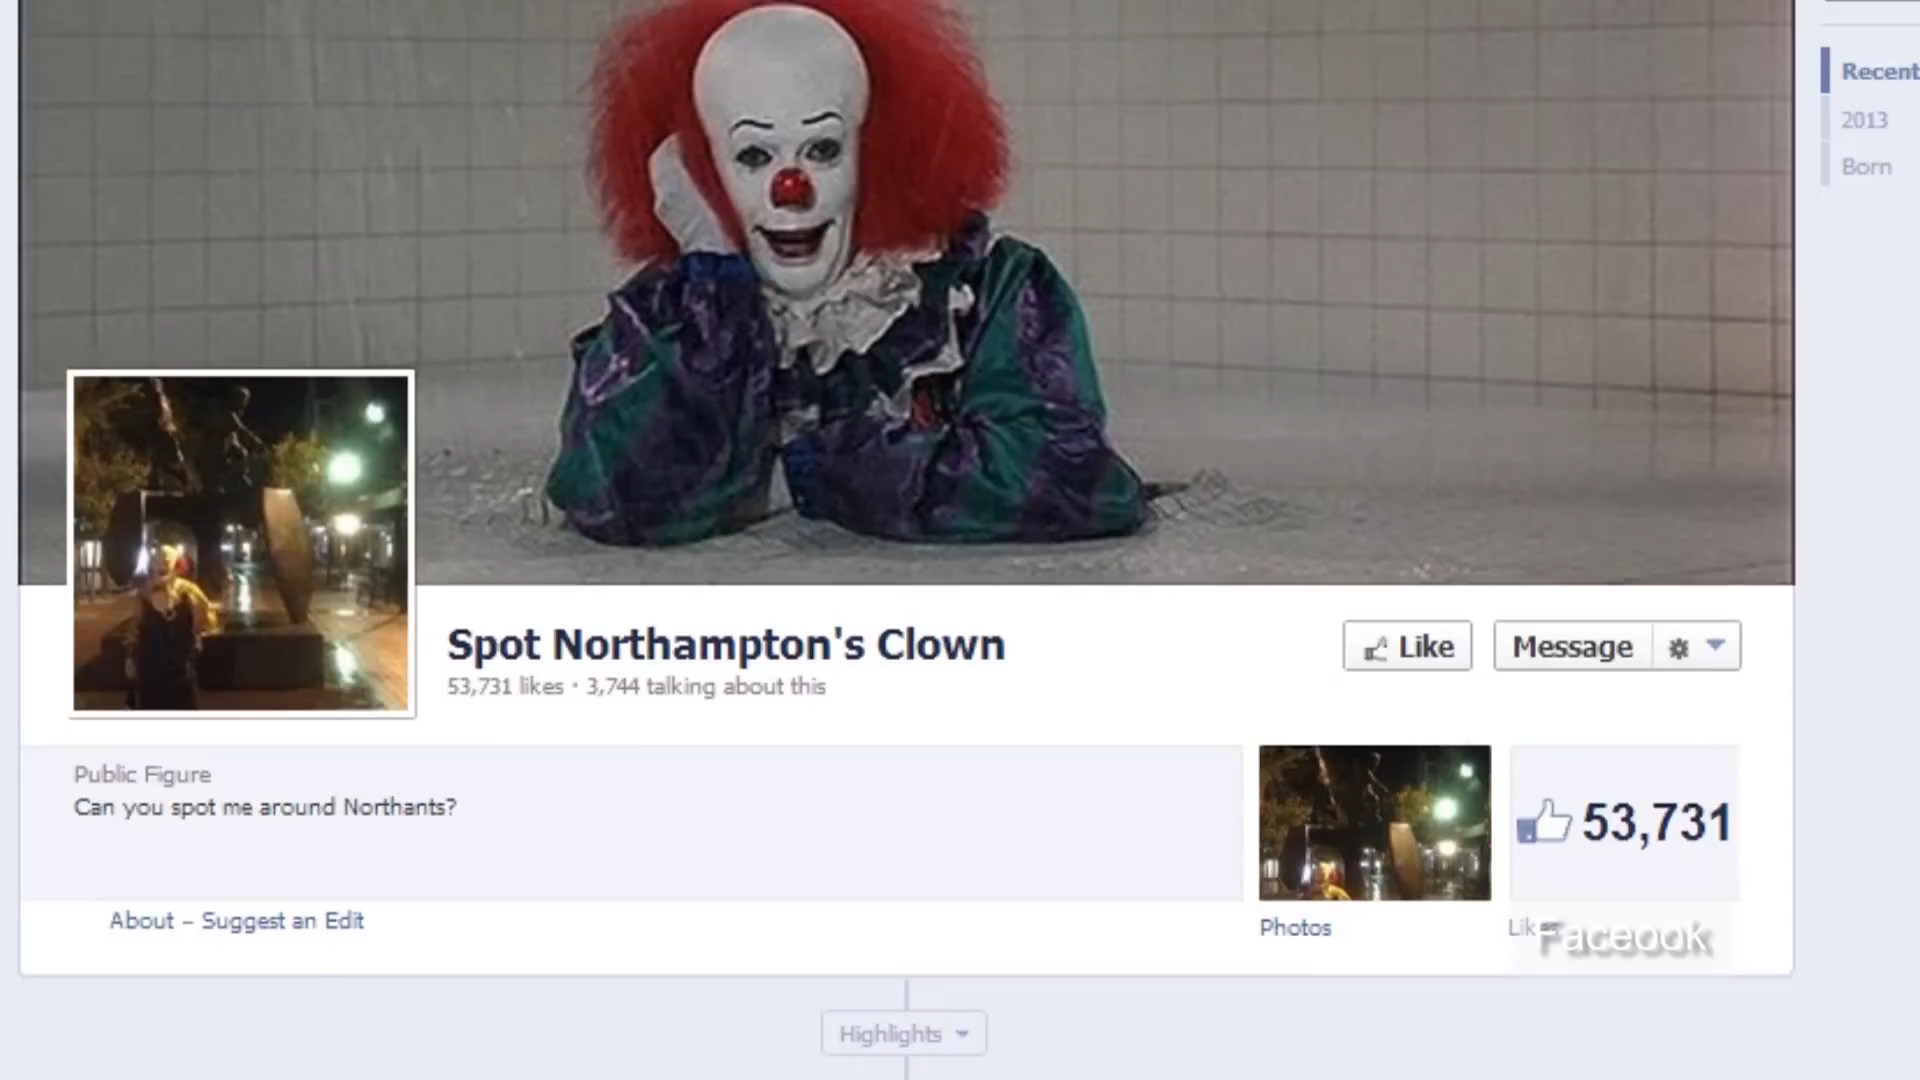 Recent
2013
Born
Spot Northampton's Clown
53,731 likes · 3,744 talking about this
Like
Message
Public Figure
Can you spot me around Northants?
53,731
About – Suggest an Edit
Photos
Faceook
Highlights